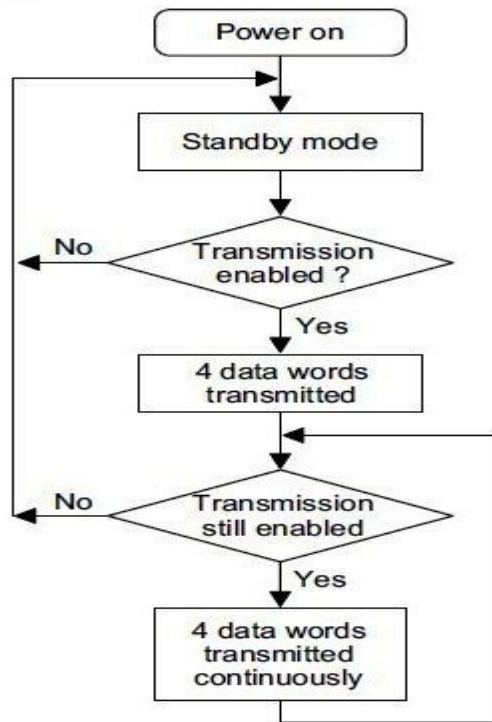 Power on
Standby mode
No
Transmission
enabled ?
Yes
4 data words
transmitted
No
Transmission
still enabled
Yes
4 data words
transmitted
continuously